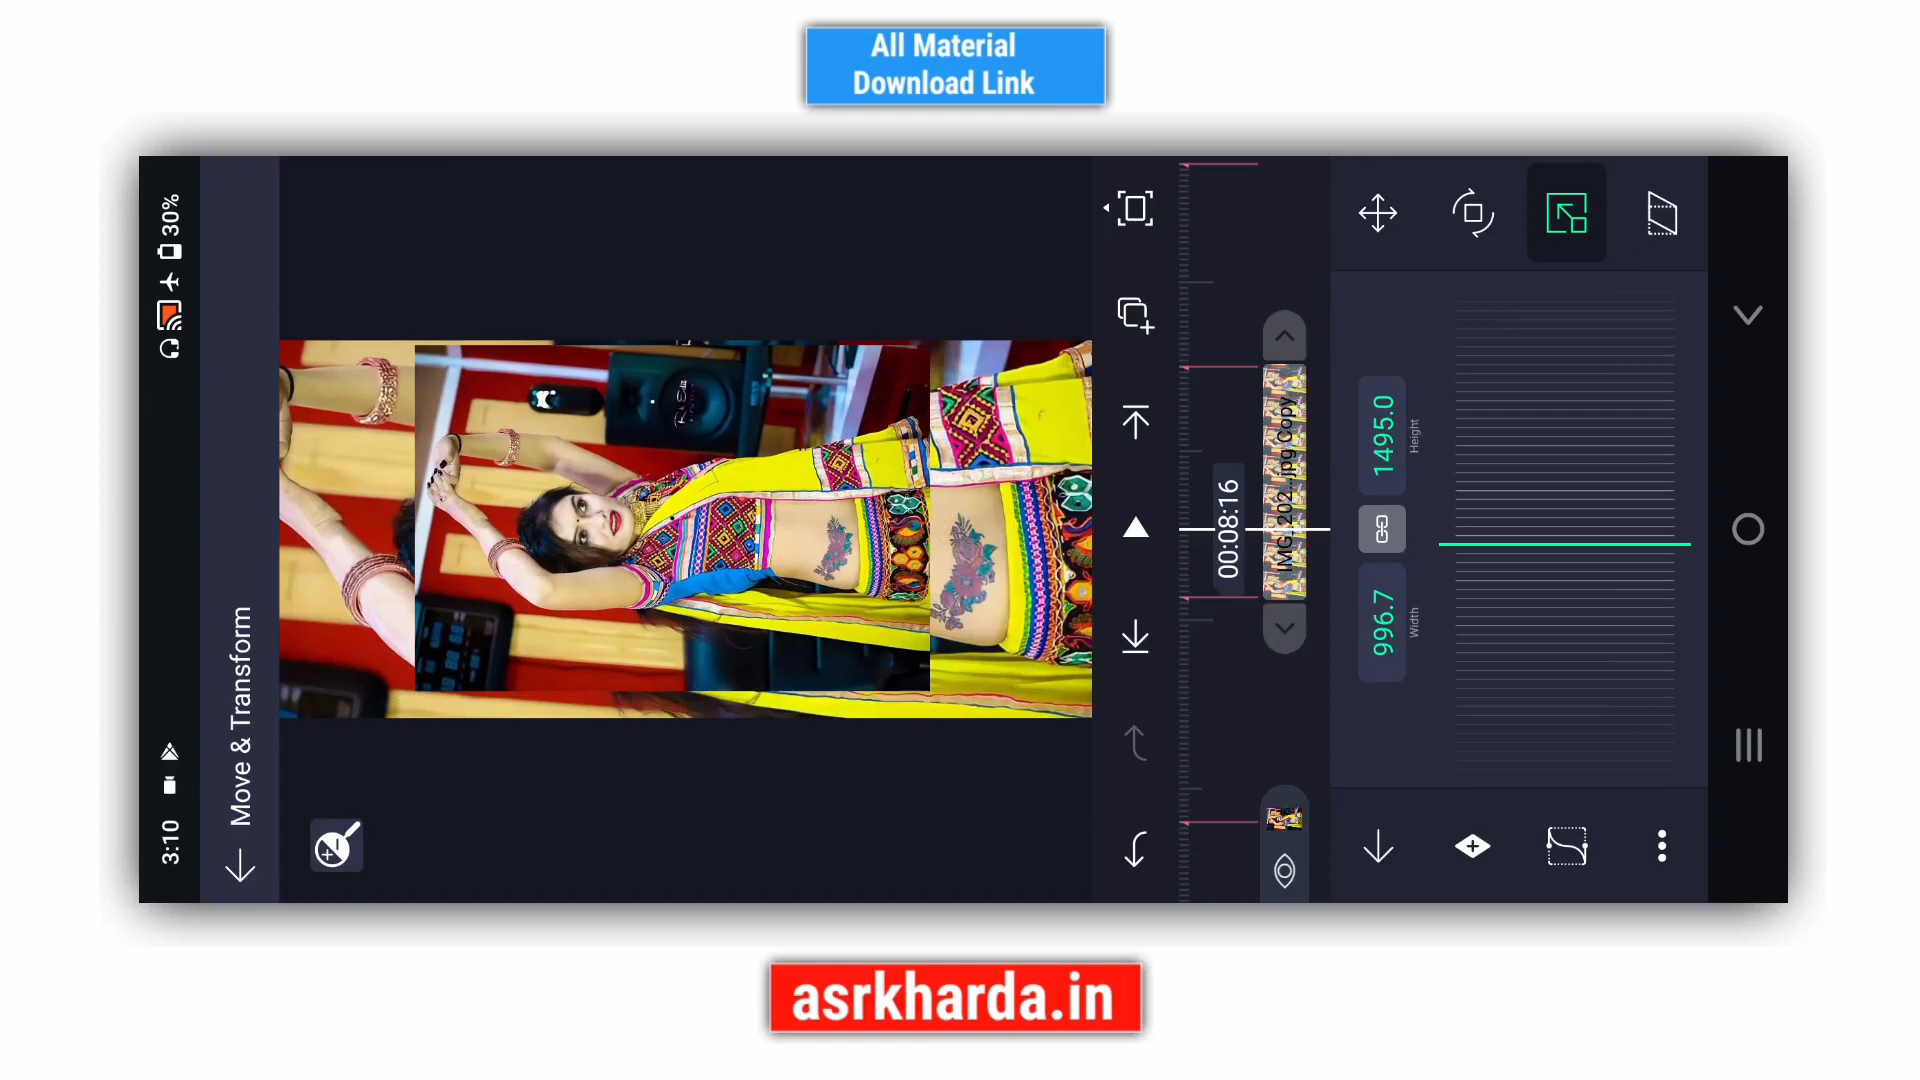 All Material
Download Link
3:10
30%
Move & Transform
00:08:16
IMG_202...jpg Copy
996.7
Width
1495.0
Height
asrkharda.in